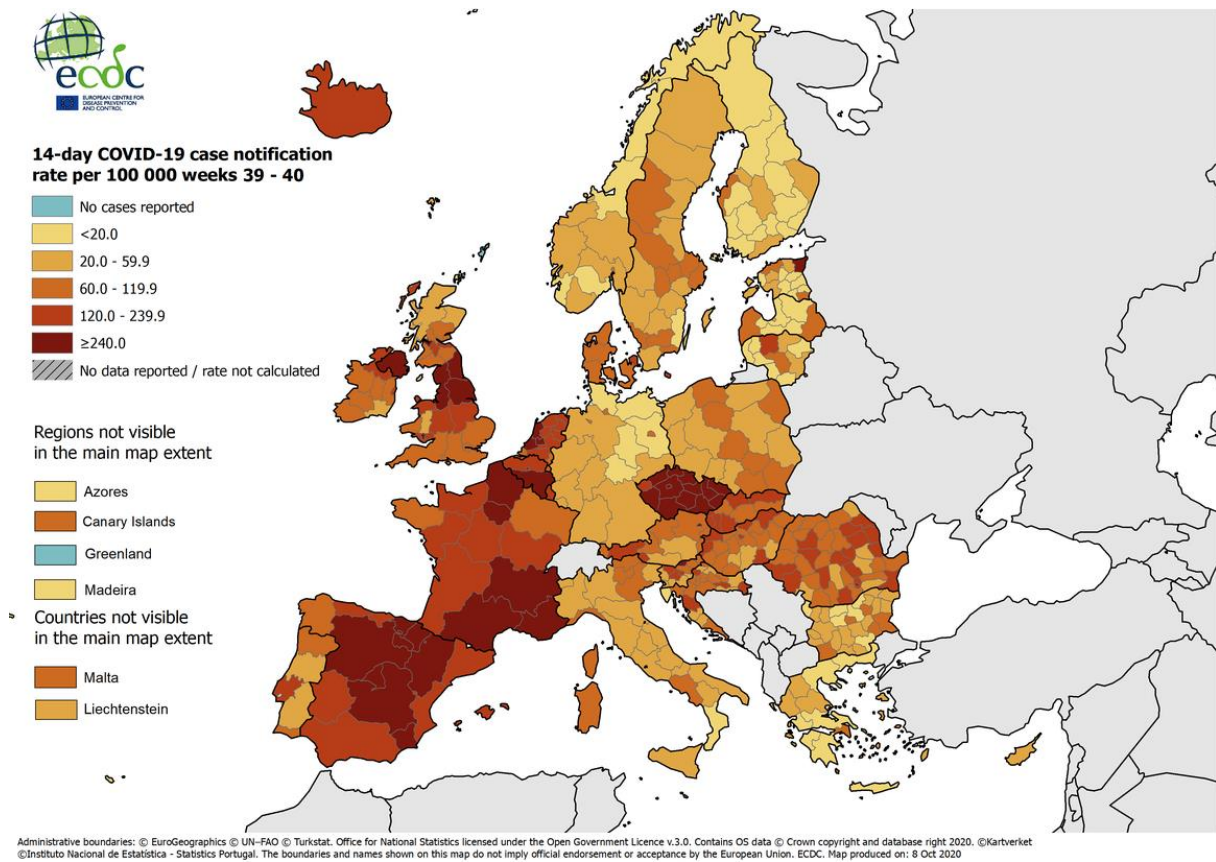 ecdc
EUROPEAN CENTRE FOR
DISEASE PREVENTION
AND CONTROL
14-day COVID-19 case notification
rate per 100 000 weeks 39 - 40
No cases reported
<20.0
20.0 - 59.9
60.0 - 119.9
120.0 - 239.9
≥240.0
No data reported / rate not calculated
Regions not visible
in the main map extent
Azores
Canary Islands
Greenland
Madeira
Countries not visible
in the main map extent
Malta
Liechtenstein
Administrative boundaries: © EuroGeographics © UN–FAO © Turkstat. Office for National Statistics licensed under the Open Government Licence v.3.0. Contains OS data © Crown copyright and database right 2020. ©Kartverket
©Instituto Nacional de Estatística - Statistics Portugal. The boundaries and names shown on this map do not imply official endorsement or acceptance by the European Union. ECDC. Map produced on: 8 Oct 2020